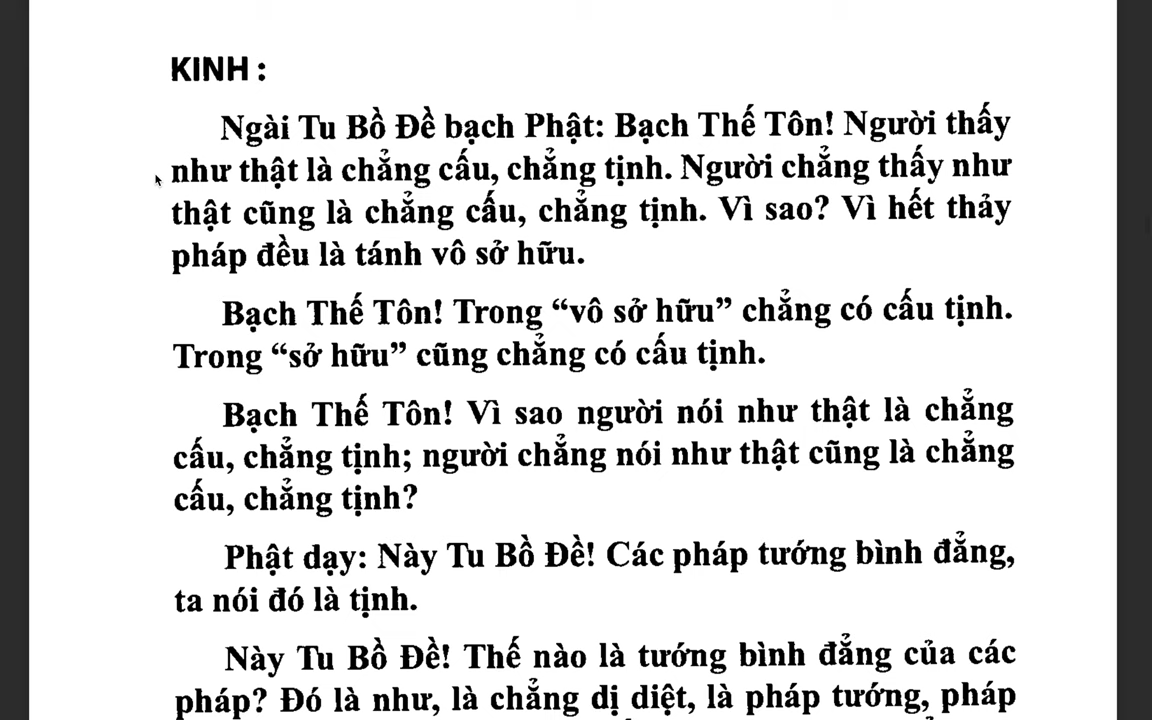 KINH :
Ngài Tu Bồ Đề bạch Phật: Bạch Thế Tôn! Người thấy
như thật là chẳng cấu, chẳng tịnh. Người chẳng thấy như
thật cũng là chẳng cấu, chẳng tịnh. Vì sao? Vì hết thảy
pháp đều là tánh vô sở hữu.
Bạch Thế Tôn! Trong “vô sở hữu” chẳng có cấu tịnh.
Trong “sở hữu” cũng chẳng có cấu tịnh.
Bạch Thế Tôn! Vì sao người nói như thật là chẳng
cấu, chẳng tịnh; người chẳng nói như thật cũng là chẳng
cấu, chẳng tịnh?
Phật dạy: Này Tu Bồ Đề! Các pháp tướng bình đẳng,
ta nói đó là tịnh.
Này Tu Bồ Đề! Thế nào là tướng bình đẳng của các
pháp? Đó là như, là chẳng dị diệt, là pháp tướng, pháp